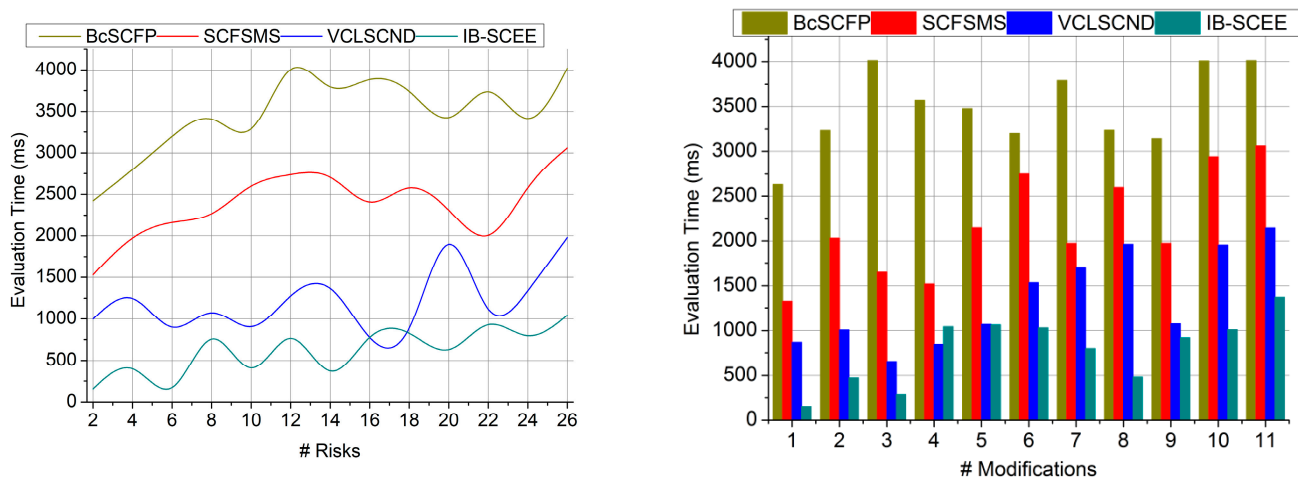 BcSCFP SCFSMS VCLSCND IB-SCEE
Evaluation Time (ms)
4000
3500
3000
2500
2000
1500
1000
500
0
2 4 6 8 10 12 14 16 18 20 22 24 26
# Risks
BcSCFP SCFSMS VCLSCND IB-SCEE
Evaluation Time (ms)
4000
3500
3000
2500
2000
1500
1000
500
0
1 2 3 4 5 6 7 8 9 10 11
# Modifications